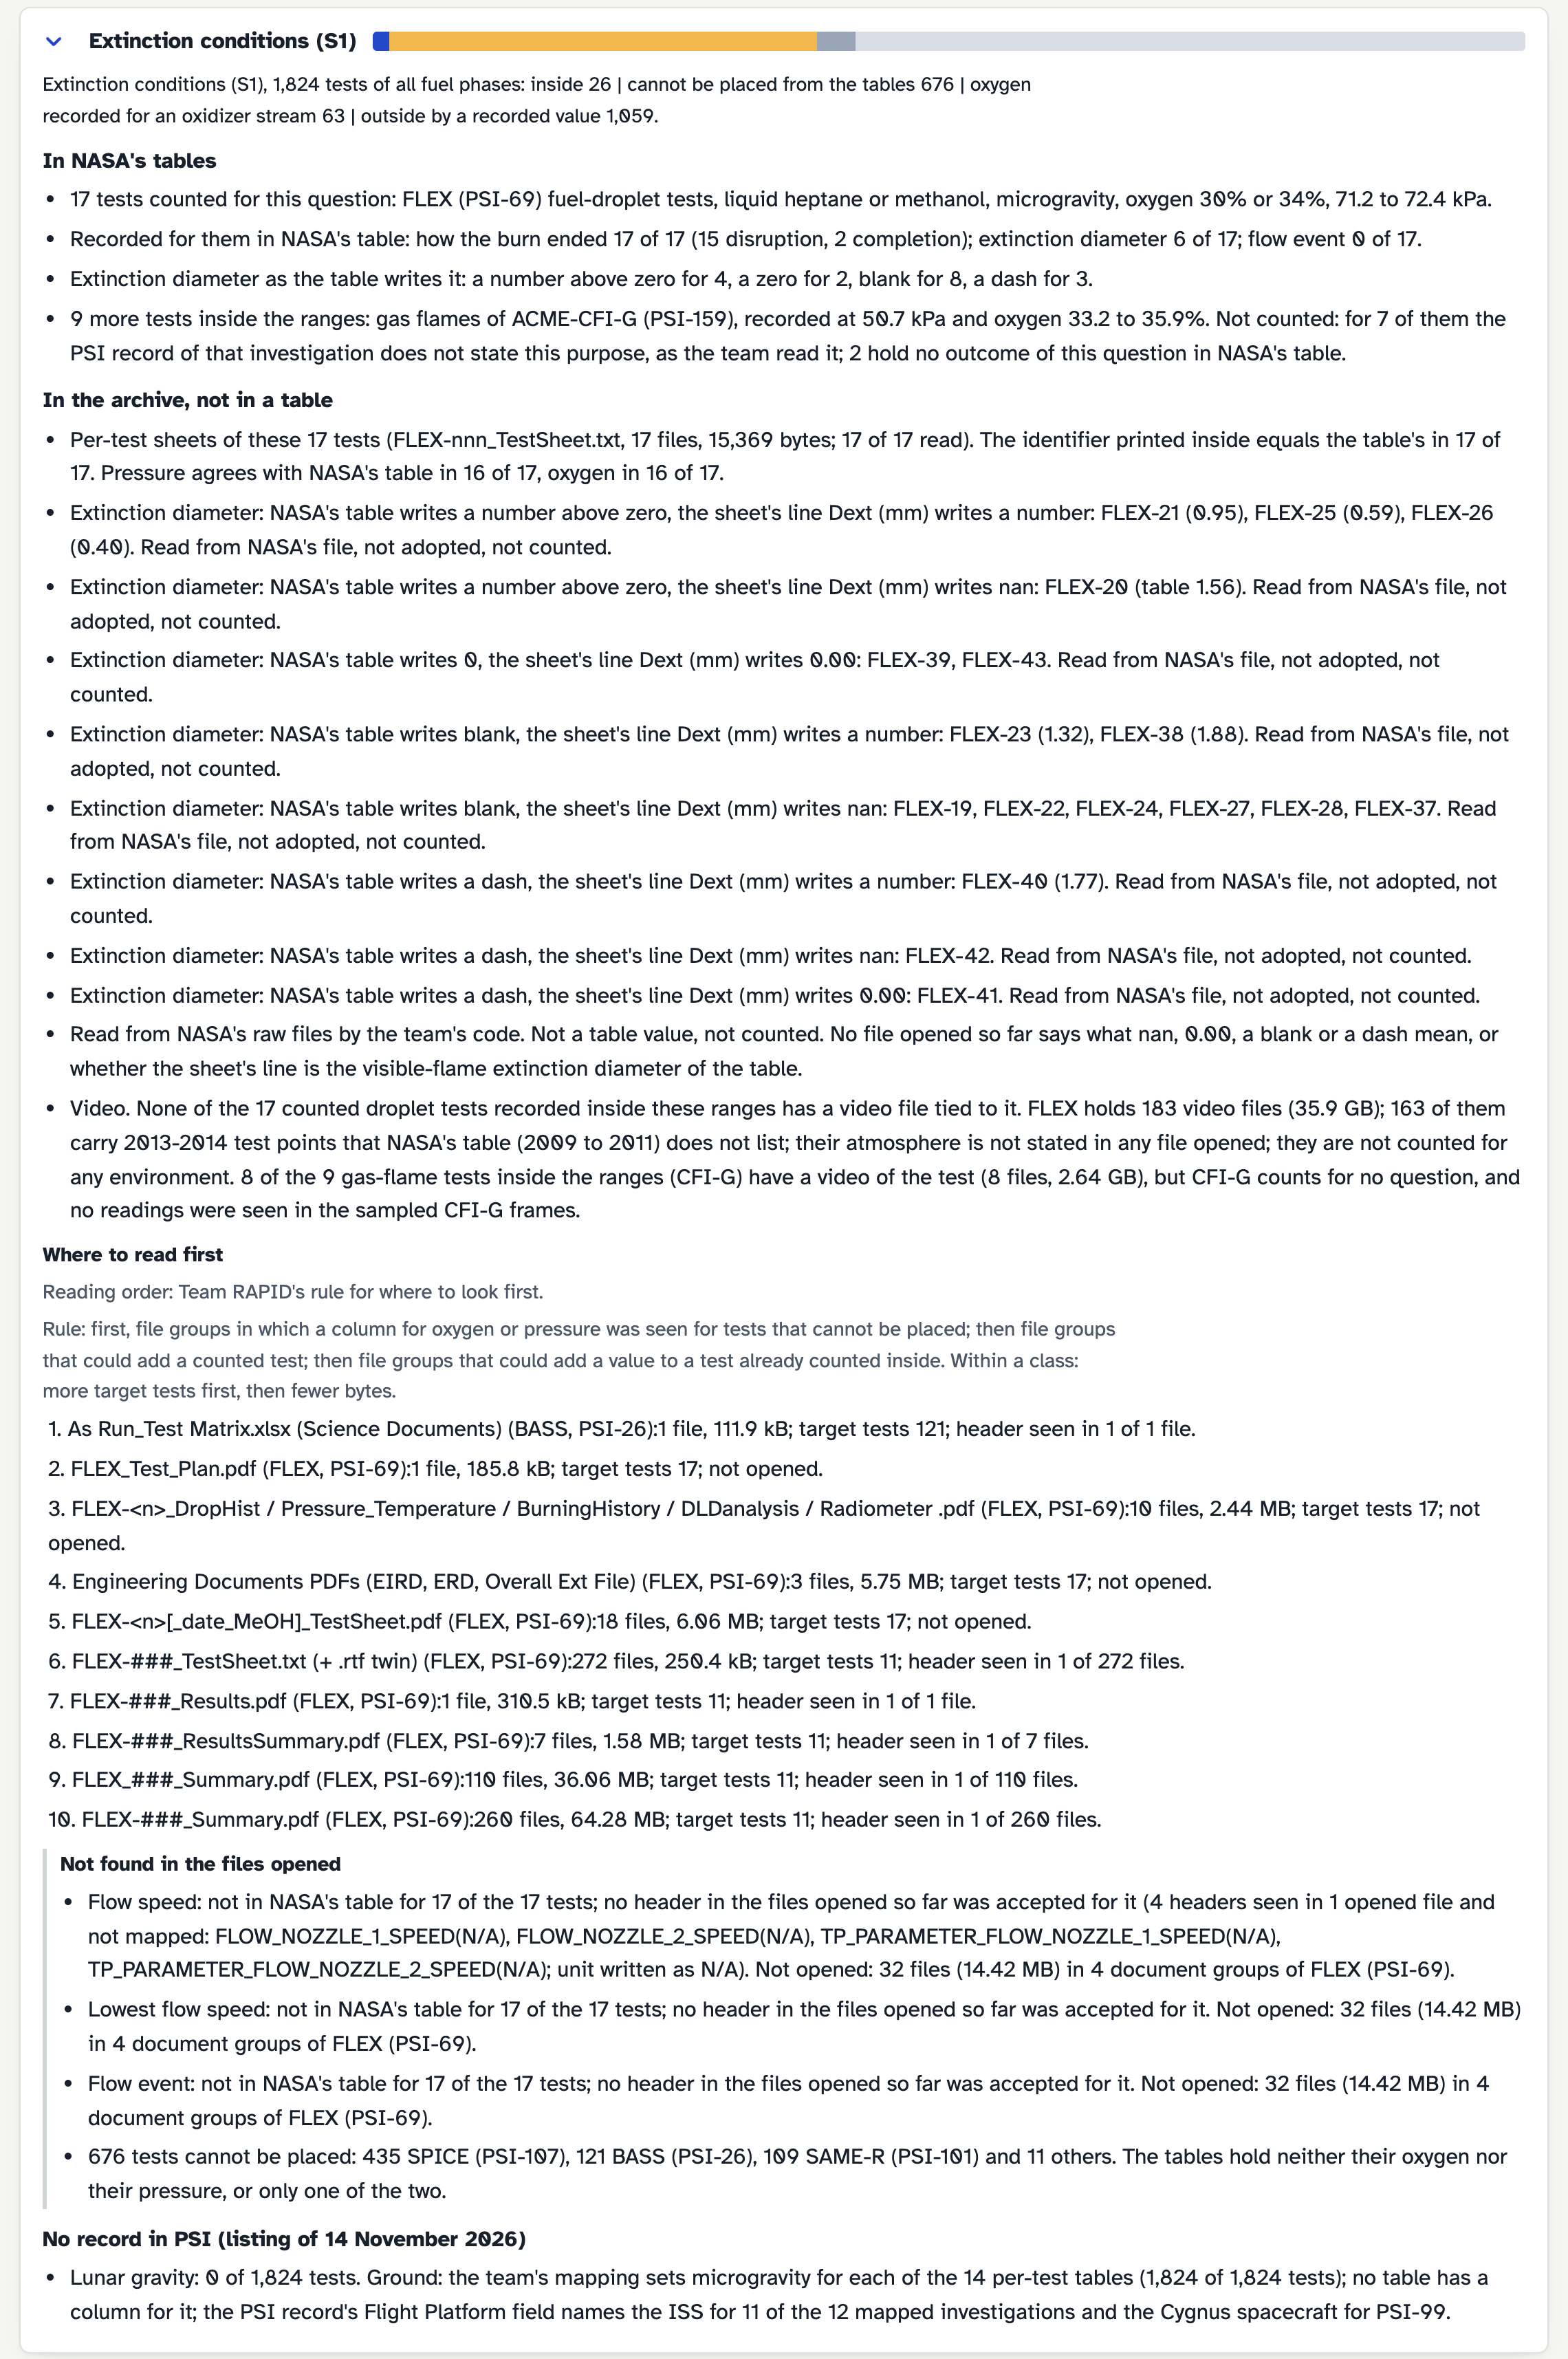 Extinction conditions (S1)
Extinction conditions (S1), 1,824 tests of all fuel phases: inside 26 | cannot be placed from the tables 676 | oxygen
recorded for an oxidizer stream 63 | outside by a recorded value 1,059.
In NASA's tables
• 17 tests counted for this question: FLEX (PSI-69) fuel-droplet tests, liquid heptane or methanol, microgravity, oxygen 30% or 34%, 71.2 to 72.4 kPa.
• Recorded for them in NASA's table: how the burn ended 17 of 17 (15 disruption, 2 completion); extinction diameter 6 of 17; flow event 0 of 17.
• Extinction diameter as the table writes it: a number above zero for 4, a zero for 2, blank for 8, a dash for 3.
• 9 more tests inside the ranges: gas flames of ACME-CFI-G (PSI-159), recorded at 50.7 kPa and oxygen 33.2 to 35.9%. Not counted: for 7 of them the
PSI record of that investigation does not state this purpose, as the team read it; 2 hold no outcome of this question in NASA's table.
In the archive, not in a table
• Per-test sheets of these 17 tests (FLEX-nnn_TestSheet.txt, 17 files, 15,369 bytes; 17 of 17 read). The identifier printed inside equals the table's in 17 of
17. Pressure agrees with NASA's table in 16 of 17, oxygen in 16 of 17.
• Extinction diameter: NASA's table writes a number above zero, the sheet's line Dext (mm) writes a number: FLEX-21 (0.95), FLEX-25 (0.59), FLEX-26
(0.40). Read from NASA's file, not adopted, not counted.
• Extinction diameter: NASA's table writes a number above zero, the sheet's line Dext (mm) writes nan: FLEX-20 (table 1.56). Read from NASA's file, not
adopted, not counted.
• Extinction diameter: NASA's table writes 0, the sheet's line Dext (mm) writes 0.00: FLEX-39, FLEX-43. Read from NASA's file, not adopted, not
counted.
• Extinction diameter: NASA's table writes blank, the sheet's line Dext (mm) writes a number: FLEX-23 (1.32), FLEX-38 (1.88). Read from NASA's file, not
adopted, not counted.
• Extinction diameter: NASA's table writes blank, the sheet's line Dext (mm) writes nan: FLEX-19, FLEX-22, FLEX-24, FLEX-27, FLEX-28, FLEX-37. Read
from NASA's file, not adopted, not counted.
• Extinction diameter: NASA's table writes a dash, the sheet's line Dext (mm) writes a number: FLEX-40 (1.77). Read from NASA's file, not adopted, not
counted.
• Extinction diameter: NASA's table writes a dash, the sheet's line Dext (mm) writes nan: FLEX-42. Read from NASA's file, not adopted, not counted.
• Extinction diameter: NASA's table writes a dash, the sheet's line Dext (mm) writes 0.00: FLEX-41. Read from NASA's file, not adopted, not counted.
• Read from NASA's raw files by the team's code. Not a table value, not counted. No file opened so far says what nan, 0.00, a blank or a dash mean, or
whether the sheet's line is the visible-flame extinction diameter of the table.
• Video. None of the 17 counted droplet tests recorded inside these ranges has a video file tied to it. FLEX holds 183 video files (35.9 GB); 163 of them
carry 2013-2014 test points that NASA's table (2009 to 2011) does not list; their atmosphere is not stated in any file opened; they are not counted for
any environment. 8 of the 9 gas-flame tests inside the ranges (CFI-G) have a video of the test (8 files, 2.64 GB), but CFI-G counts for no question, and
no readings were seen in the sampled CFI-G frames.
Where to read first
Reading order: Team RAPID's rule for where to look first.
Rule: first, file groups in which a column for oxygen or pressure was seen for tests that cannot be placed; then file groups
that could add a counted test; then file groups that could add a value to a test already counted inside. Within a class:
more target tests first, then fewer bytes.
1. As Run_Test Matrix.xlsx (Science Documents) (BASS, PSI-26):1 file, 111.9 kB; target tests 121; header seen in 1 of 1 file.
2. FLEX_Test_Plan.pdf (FLEX, PSI-69):1 file, 185.8 kB; target tests 17; not opened.
3. FLEX-<n>_DropHist / Pressure_Temperature / BurningHistory / DLDanalysis / Radiometer .pdf (FLEX, PSI-69):10 files, 2.44 MB; target tests 17; not
opened.
4. Engineering Documents PDFs (EIRD, ERD, Overall Ext File) (FLEX, PSI-69):3 files, 5.75 MB; target tests 17; not opened.
5. FLEX-<n>[_date_MeOH]_TestSheet.pdf (FLEX, PSI-69):18 files, 6.06 MB; target tests 17; not opened.
6. FLEX-###_TestSheet.txt (+ .rtf twin) (FLEX, PSI-69):272 files, 250.4 kB; target tests 11; header seen in 1 of 272 files.
7. FLEX-###_Results.pdf (FLEX, PSI-69):1 file, 310.5 kB; target tests 11; header seen in 1 of 1 file.
8. FLEX-###_ResultsSummary.pdf (FLEX, PSI-69):7 files, 1.58 MB; target tests 11; header seen in 1 of 7 files.
9. FLEX_###_Summary.pdf (FLEX, PSI-69):110 files, 36.06 MB; target tests 11; header seen in 1 of 110 files.
10. FLEX-###_Summary.pdf (FLEX, PSI-69):260 files, 64.28 MB; target tests 11; header seen in 1 of 260 files.
Not found in the files opened
• Flow speed: not in NASA's table for 17 of the 17 tests; no header in the files opened so far was accepted for it (4 headers seen in 1 opened file and
not mapped: FLOW_NOZZLE_1_SPEED(N/A), FLOW_NOZZLE_2_SPEED(N/A), TP_PARAMETER_FLOW_NOZZLE_1_SPEED(N/A),
TP_PARAMETER_FLOW_NOZZLE_2_SPEED(N/A); unit written as N/A). Not opened: 32 files (14.42 MB) in 4 document groups of FLEX (PSI-69).
• Lowest flow speed: not in NASA's table for 17 of the 17 tests; no header in the files opened so far was accepted for it. Not opened: 32 files (14.42 MB)
in 4 document groups of FLEX (PSI-69).
• Flow event: not in NASA's table for 17 of the 17 tests; no header in the files opened so far was accepted for it. Not opened: 32 files (14.42 MB) in 4
document groups of FLEX (PSI-69).
• 676 tests cannot be placed: 435 SPICE (PSI-107), 121 BASS (PSI-26), 109 SAME-R (PSI-101) and 11 others. The tables hold neither their oxygen nor
their pressure, or only one of the two.
No record in PSI (listing of 14 November 2026)
• Lunar gravity: 0 of 1,824 tests. Ground: the team's mapping sets microgravity for each of the 14 per-test tables (1,824 of 1,824 tests); no table has a
column for it; the PSI record's Flight Platform field names the ISS for 11 of the 12 mapped investigations and the Cygnus spacecraft for PSI-99.